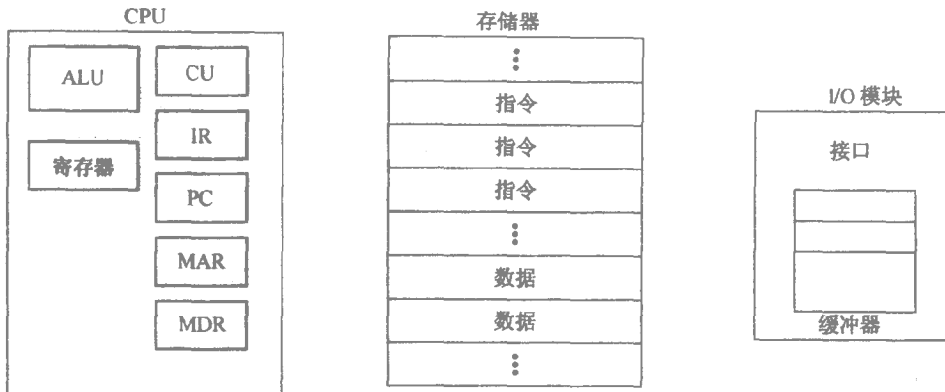 CPU
ALU
寄存器
CU
IR
PC
MAR
MDR
存储器
指令
指令
指令
数据
数据
I/O 模块
接口
缓冲器